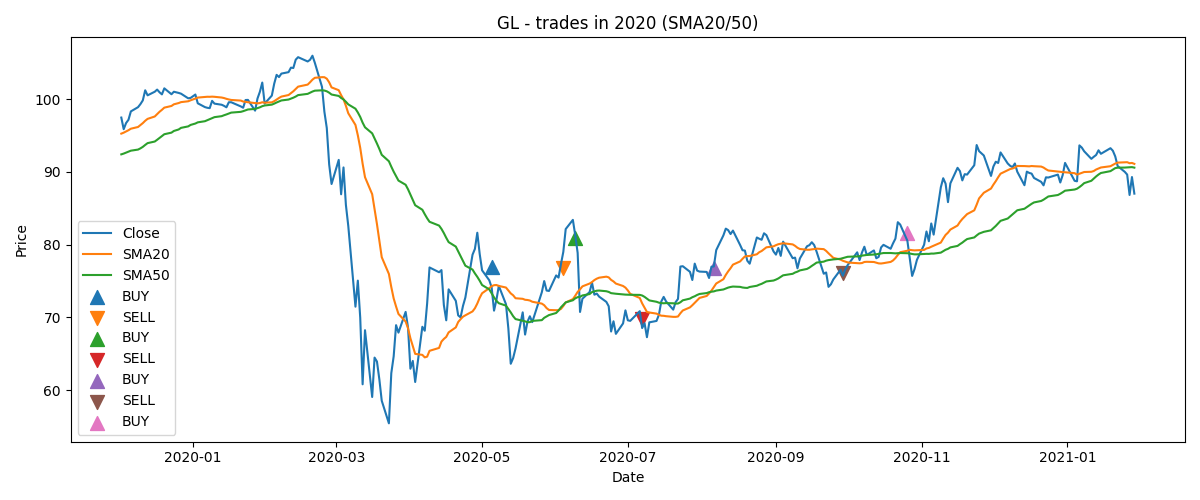 GL - trades in 2020 (SMA20/50)
Price
100
90
80
70
60
Close
SMA20
SMA50
BUY
SELL
BUY
SELL
BUY
SELL
BUY
2020-01
2020-03
2020-05
2020-07
2020-09
2020-11
2021-01
Date